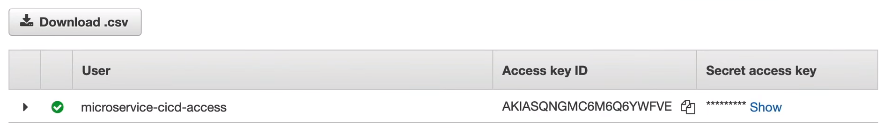 Download .csv
User Access key ID Secret access key
microservice-cicd-access AKIASQNGMC6M6Q6YWFVE ********* Show